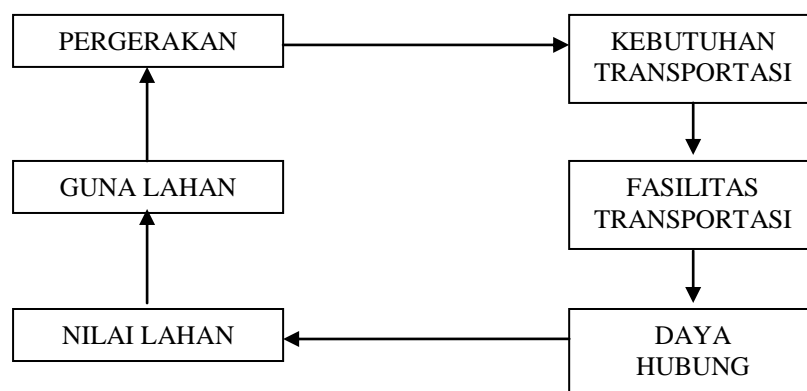 PERGERAKAN
KEBUTUHAN
TRANSPORTASI
GUNA LAHAN
FASILITAS
TRANSPORTASI
NILAI LAHAN
DAYA
HUBUNG